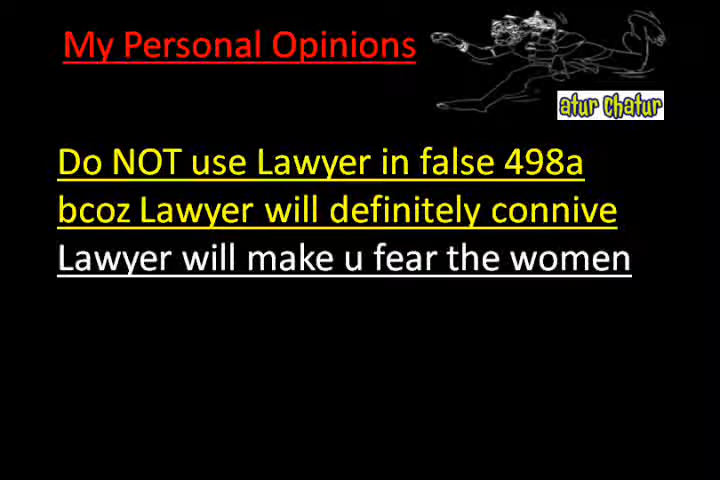 My Personal Opinions
atur chatur
Do NOT use Lawyer in false 498a
bcoz Lawyer will definitely connive
Lawyer will make u fear the women